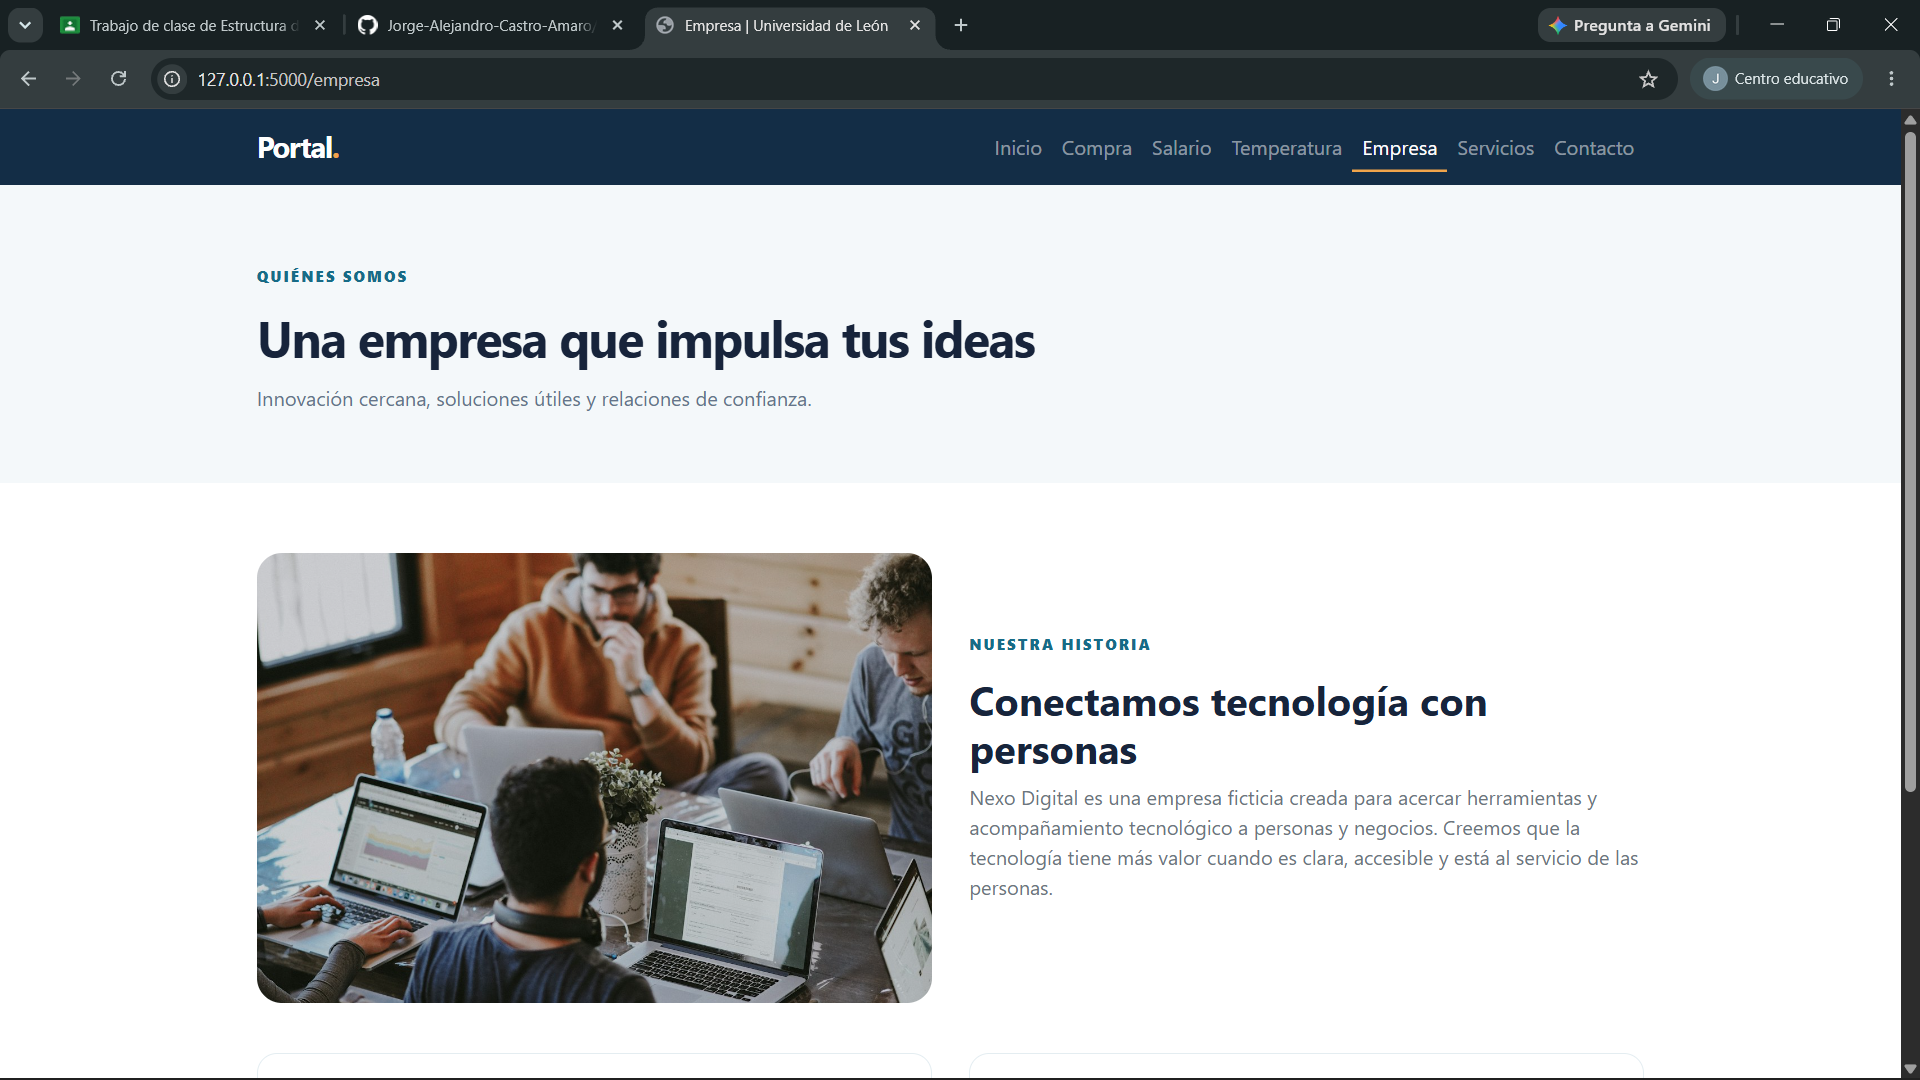 Trabajo de clase de Estructura d
Jorge-Alejandro-Castro-Amaro/
Empresa | Universidad de León
Pregunta a Gemini
127.0.0.1:5000/empresa
J Centro educativo
Portal.
Inicio Compra Salario Temperatura Empresa Servicios Contacto
QUIÉNES SOMOS
Una empresa que impulsa tus ideas
Innovación cercana, soluciones útiles y relaciones de confianza.
NUESTRA HISTORIA
Conectamos tecnología con
personas
Nexo Digital es una empresa ficticia creada para acercar herramientas y
acompañamiento tecnológico a personas y negocios. Creemos que la
tecnología tiene más valor cuando es clara, accesible y está al servicio de las
personas.